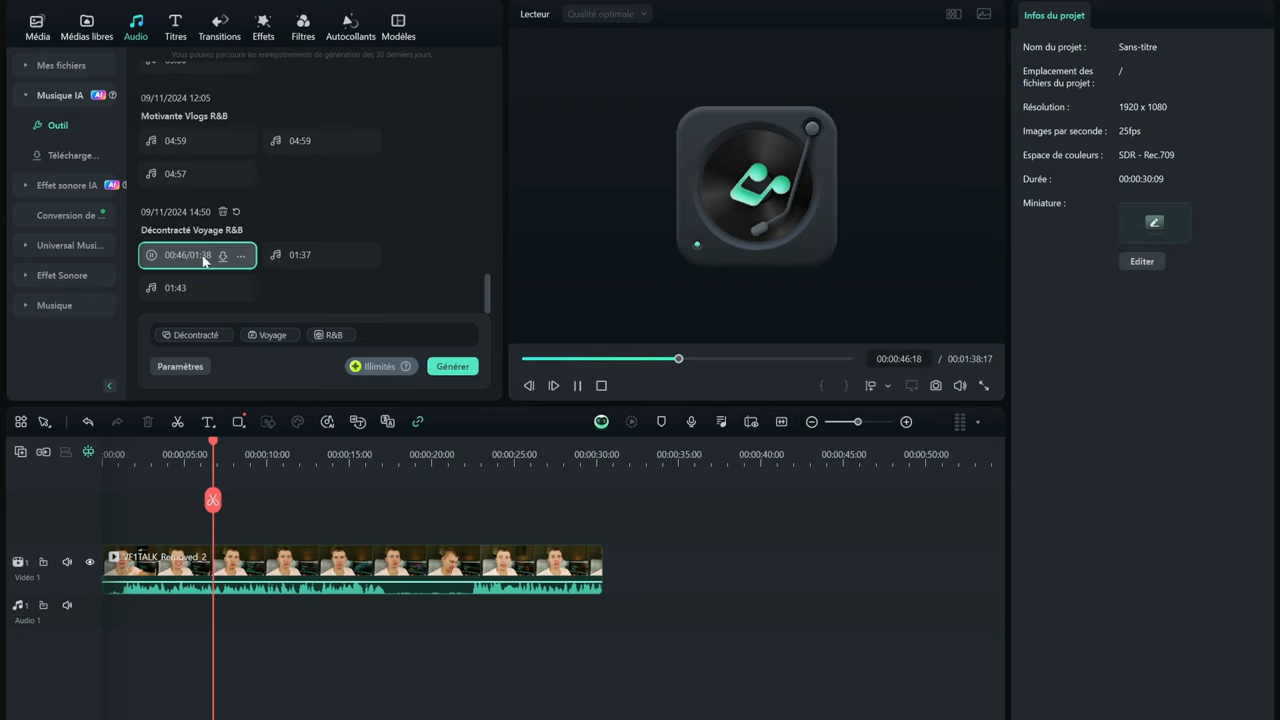 Média
Médias libres
Audio
Titres
Transitions
Effets
Filtres
Autocollants
Modèles
Vous pouvez parcourir les enregistrements de génération des 30 derniers jours.
Mes fichiers
Musique IA
AI
Outil
Télécharge...
Effet sonore IA
AI
Conversion de ...
Universal Musi...
Effet Sonore
Musique
09/11/2024 12:05
Motivante Vlogs R&B
04:59
04:59
04:57
09/11/2024 14:50
Décontracté Voyage R&B
00:46/01:38
01:37
01:43
Décontracté
Voyage
R&B
Paramètres
Illimités
Générer
Lecteur
Qualité optimale
00:00:46:18 / 00:01:38:17
Infos du projet
Nom du projet : Sans-titre
Emplacement des fichiers du projet : /
Résolution : 1920 x 1080
Images par seconde : 25fps
Espace de couleurs : SDR - Rec.709
Durée : 00:00:30:09
Miniature :
Editer
:00:00
00:00:05:00
00:00:10:00
00:00:15:00
00:00:20:00
00:00:25:00
00:00:30:00
00:00:35:00
00:00:40:00
00:00:45:00
00:00:50:00
VF1TALK_Removed_2
1
Vidéo 1
1
Audio 1